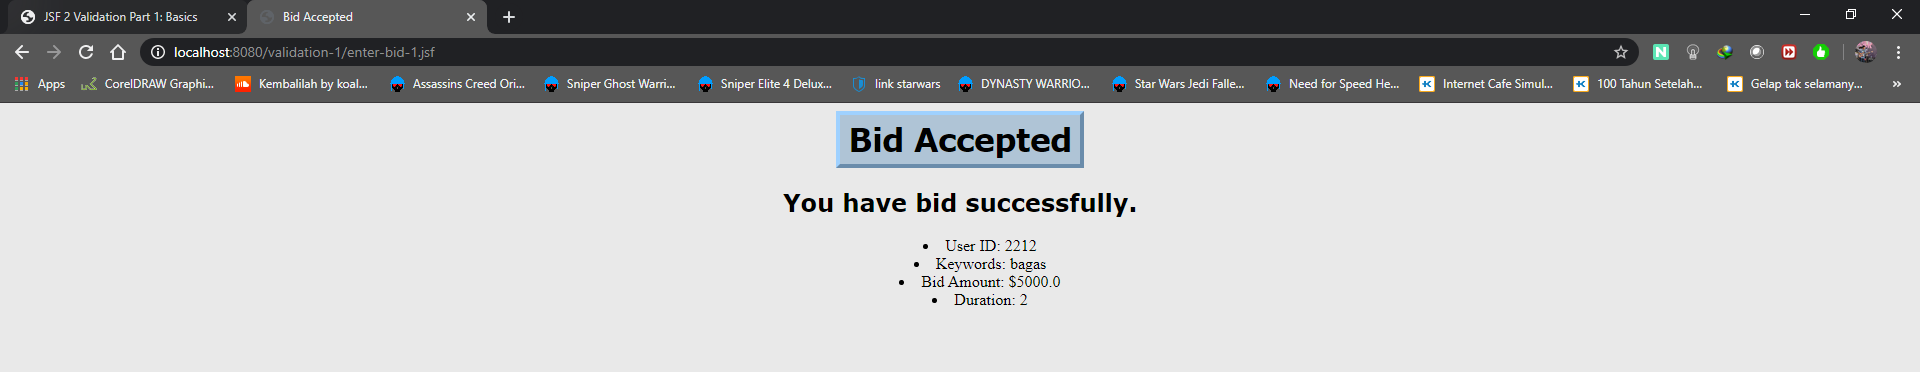 JSF 2 Validation Part 1: Basics
Bid Accepted
localhost:8080/validation-1/enter-bid-1.jsf
Apps
CorelDRAW Graphi...
Kembalilah by koal...
Assassins Creed Ori...
Sniper Ghost Warri...
Sniper Elite 4 Delux...
link starwars
DYNASTY WARRIO...
Star Wars Jedi Falle...
Need for Speed He...
Internet Cafe Simul...
100 Tahun Setelah...
Gelap tak selamany...
Bid Accepted
You have bid successfully.
• User ID: 2212
• Keywords: bagas
• Bid Amount: $5000.0
• Duration: 2